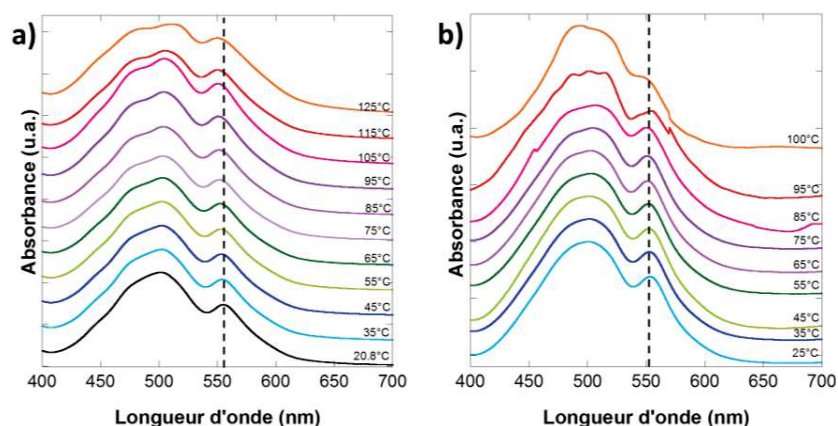 a)
Absorbance (u.a.)
125°C
115°C
105°C
95°C
85°C
75°C
65°C
55°C
45°C
35°C
20.8°C
400 450 500 550 600 650 700
Longueur d'onde (nm)
b)
Absorbance (u.a.)
100°C
95°C
85°C
75°C
65°C
55°C
45°C
35°C
25°C
400 450 500 550 600 650 700
Longueur d'onde (nm)